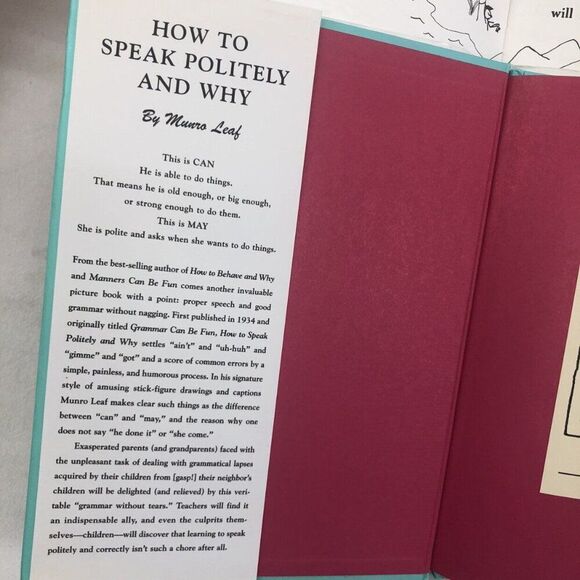 will
HOW TO
SPEAK POLITELY
AND WHY
By Munro Leaf
This is CAN
He is able to do things.
That means he is old enough, or big enough,
or strong enough to do them.
This is MAY
She is polite and asks when she wants to do things.
From the best-selling author of How to Behave and Why
and Manners Can Be Fun comes another invaluable
picture book with a point: proper speech and good
grammar without nagging. First published in 1934 and
originally titled Grammar Can Be Fun, How to Speak
Politely and Why settles “ain’t” and “uh-huh” and
“gimme” and “got” and a score of common errors by a
simple, painless, and humorous process. In his signature
style of amusing stick-figure drawings and captions
Munro Leaf makes clear such things as the difference
between “can” and “may,” and the reason why one
does not say “he done it” or “she come.”
Exasperated parents (and grandparents) faced with
the unpleasant task of dealing with grammatical lapses
acquired by their children from [gasp!] their neighbor’s
children will be delighted (and relieved) by this veri-
table “grammar without tears.” Teachers will find it
an indispensable ally, and even the culprits them-
selves—children—will discover that learning to speak
politely and correctly isn’t such a chore after all.